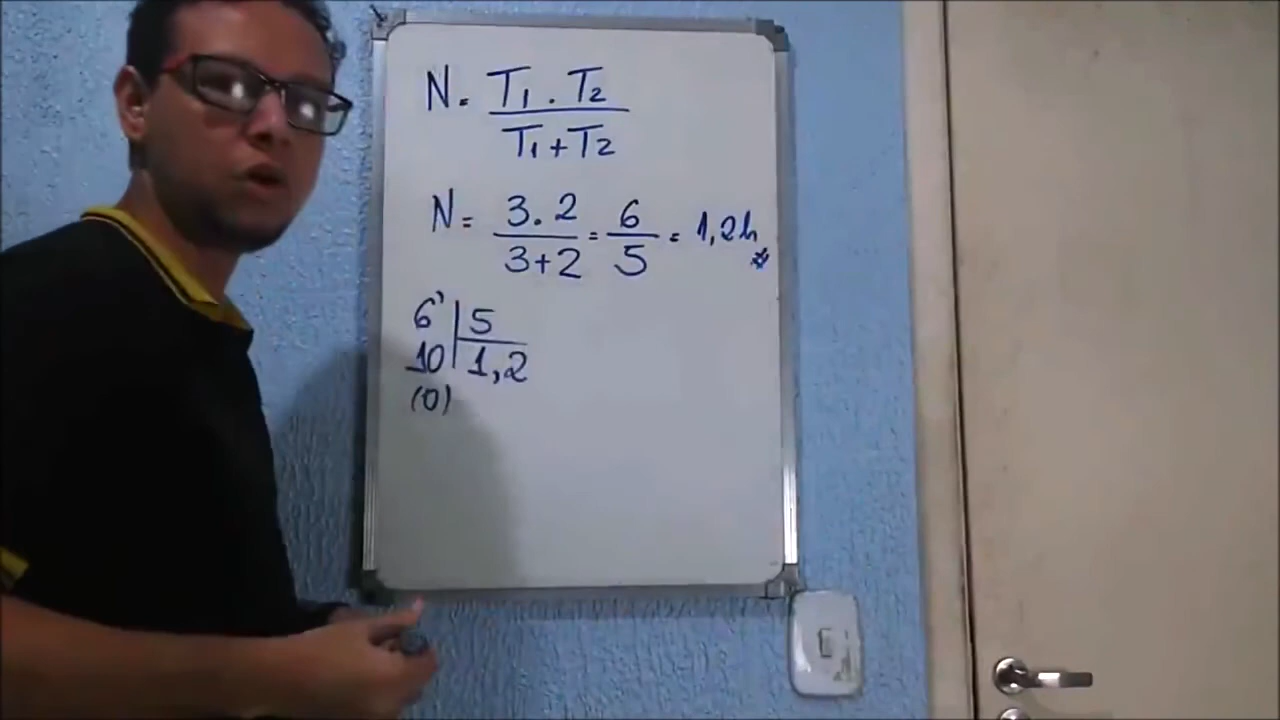 N = T₁ . T₂
T₁ + T₂
N = 3 . 2 = 6 = 1,2h
3+2 5
6' 5
10 1,2
(0)